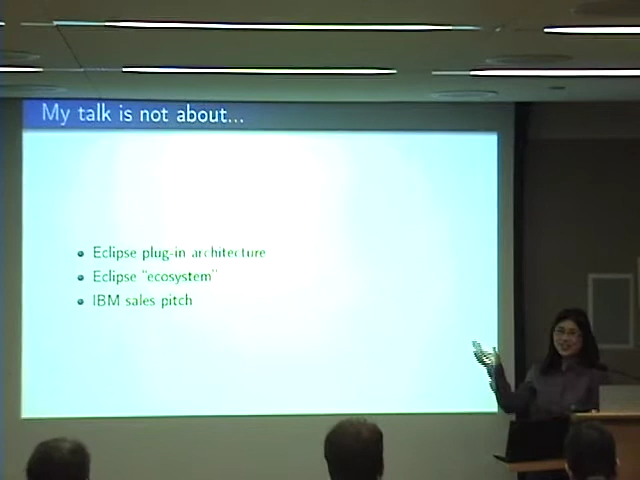 My talk is not about...
Eclipse plug-in architecture
Eclipse "ecosystem"
IBM sales pitch